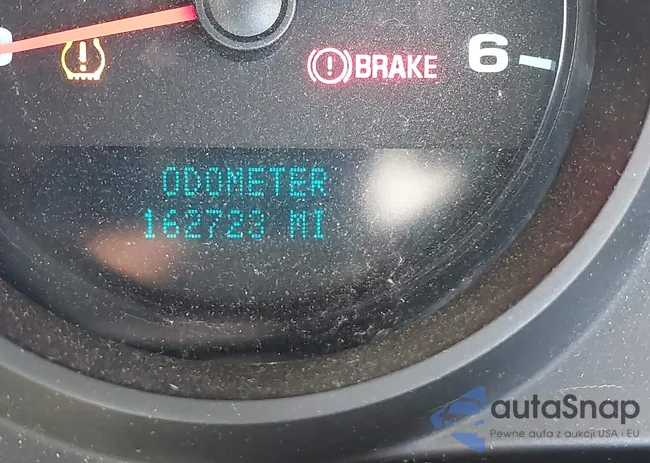 BRAKE 6
ODOMETER
162723 MI
autaSnap
Pewne auta z aukcji USA i EU